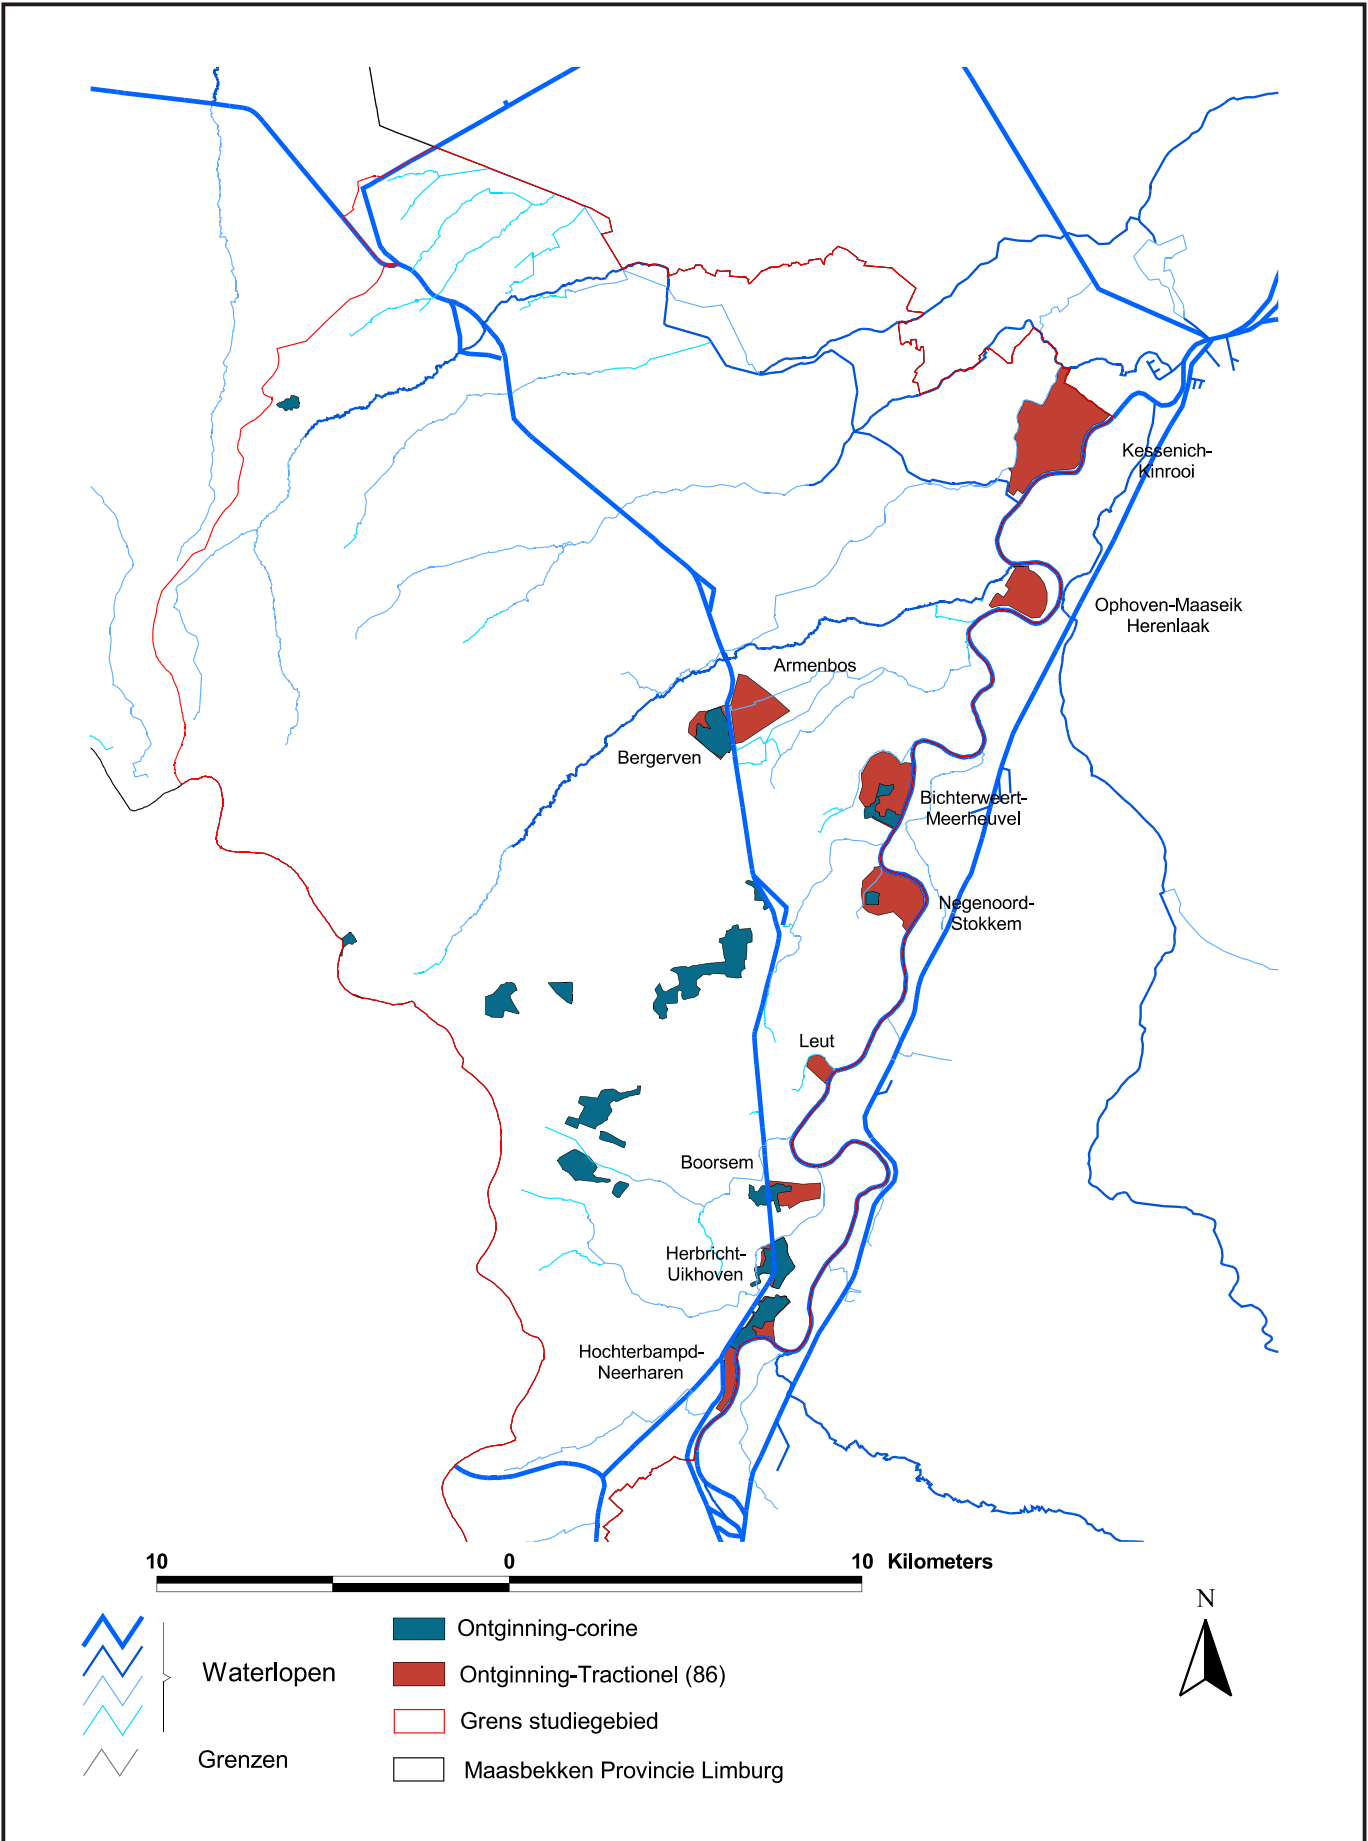 Kessenich-
Kinrooi
Ophoven-Maaseik
Herenlaak
Armenbos
Bergerven
Bichterweert-
Meerheuvel
Negenoord-
Stokkem
Leut
Boorsem
Herbricht-
Uikhoven
Hochterbampd-
Neerharen
10 0 10 Kilometers
N
Waterlopen
Grenzen
Ontginning-corine
Ontginning-Tractionel (86)
Grens studiegebied
Maasbekken Provincie Limburg